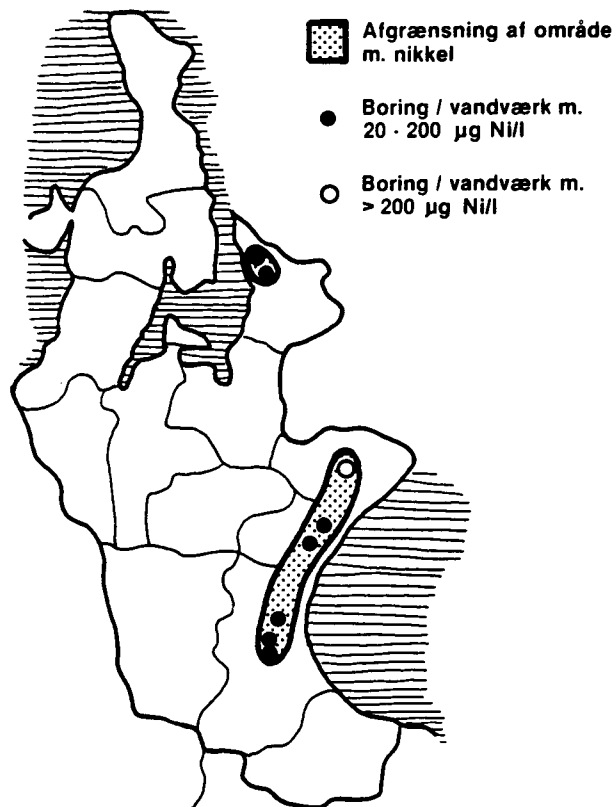 Afgrænsning af område
m. nikkel
Boring / vandværk m.
20 - 200 µg Ni/l
Boring / vandværk m.
> 200 µg Ni/l